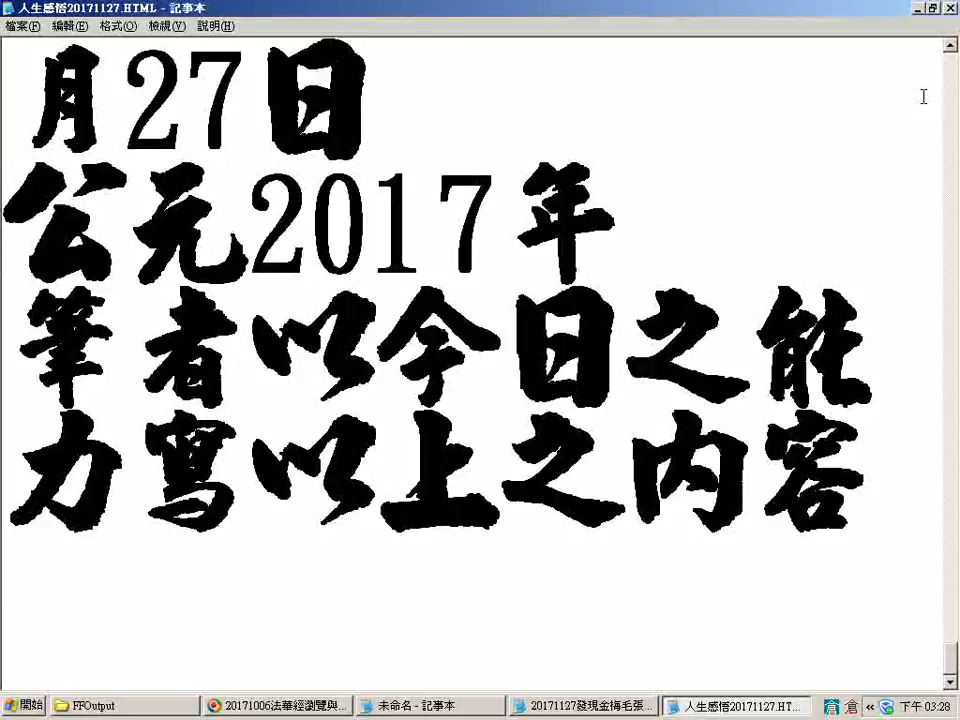 人生感悟20171127.HTML - 記事本
檔案(F) 編輯(E) 格式(O) 檢視(V) 說明(H)
月27日
公元2017年
筆者以今日之能
力寫以上之內容
開始 FFOutput 20171006法華經瀏覽與... 未命名 - 記事本 20171127發現金梅毛張... 人生感悟20171127.HT... 倉 « 下午 03:28